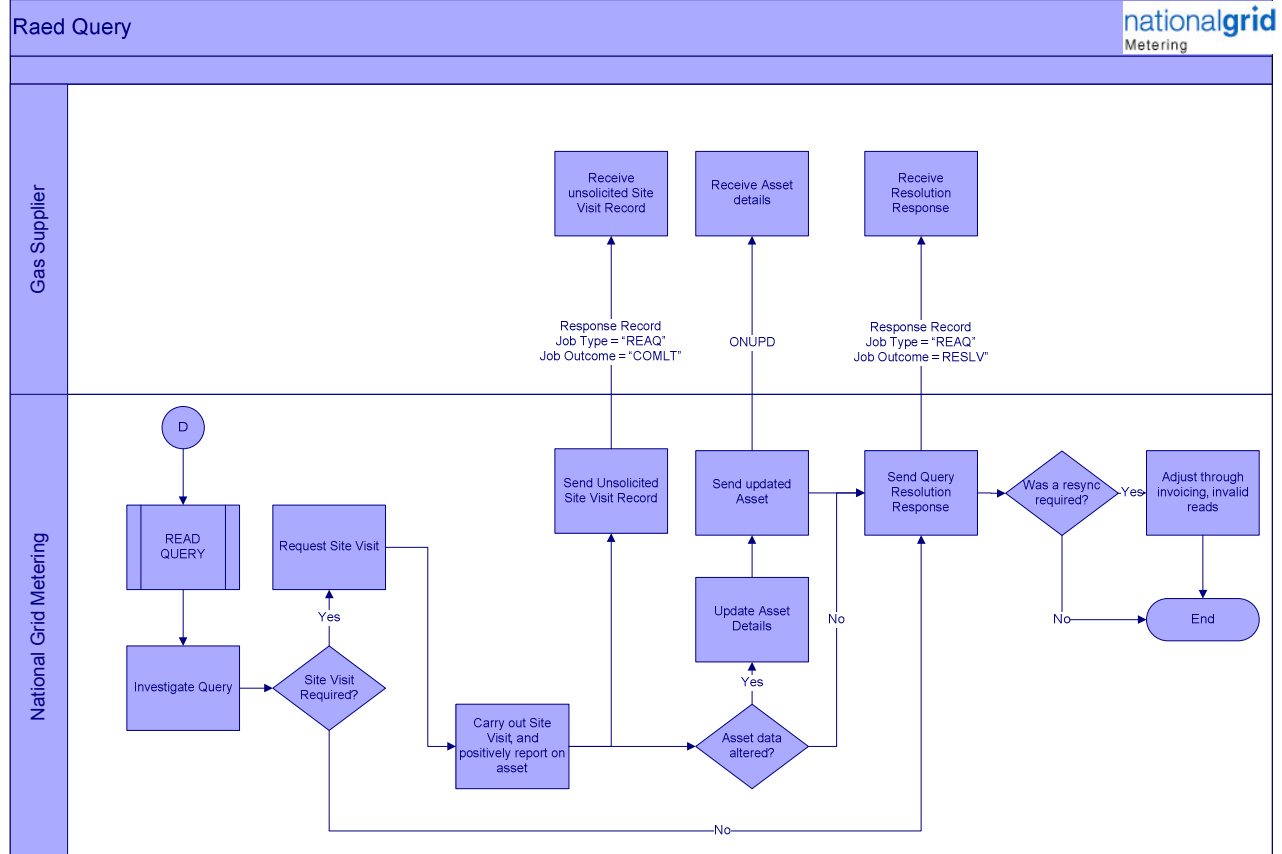 Raed Query
nationalgrid
Metering
Gas Supplier
Receive
unsolicited Site
Visit Record
Receive Asset
details
Receive
Resolution
Response
Response Record
Job Type = “REAQ”
Job Outcome = “COMLT”
ONUPD
Response Record
Job Type = “REAQ”
Job Outcome = RESLV”
National Grid Metering
D
READ
QUERY
Investigate Query
Request Site Visit
Yes
Site Visit
Required?
No
Carry out Site
Visit, and
positively report on
asset
Send Unsolicited
Site Visit Record
Send updated
Asset
Update Asset
Details
Yes
Asset data
altered?
No
Send Query
Resolution
Response
Was a resync
required?
Yes
Adjust through
invoicing, invalid
reads
No
End